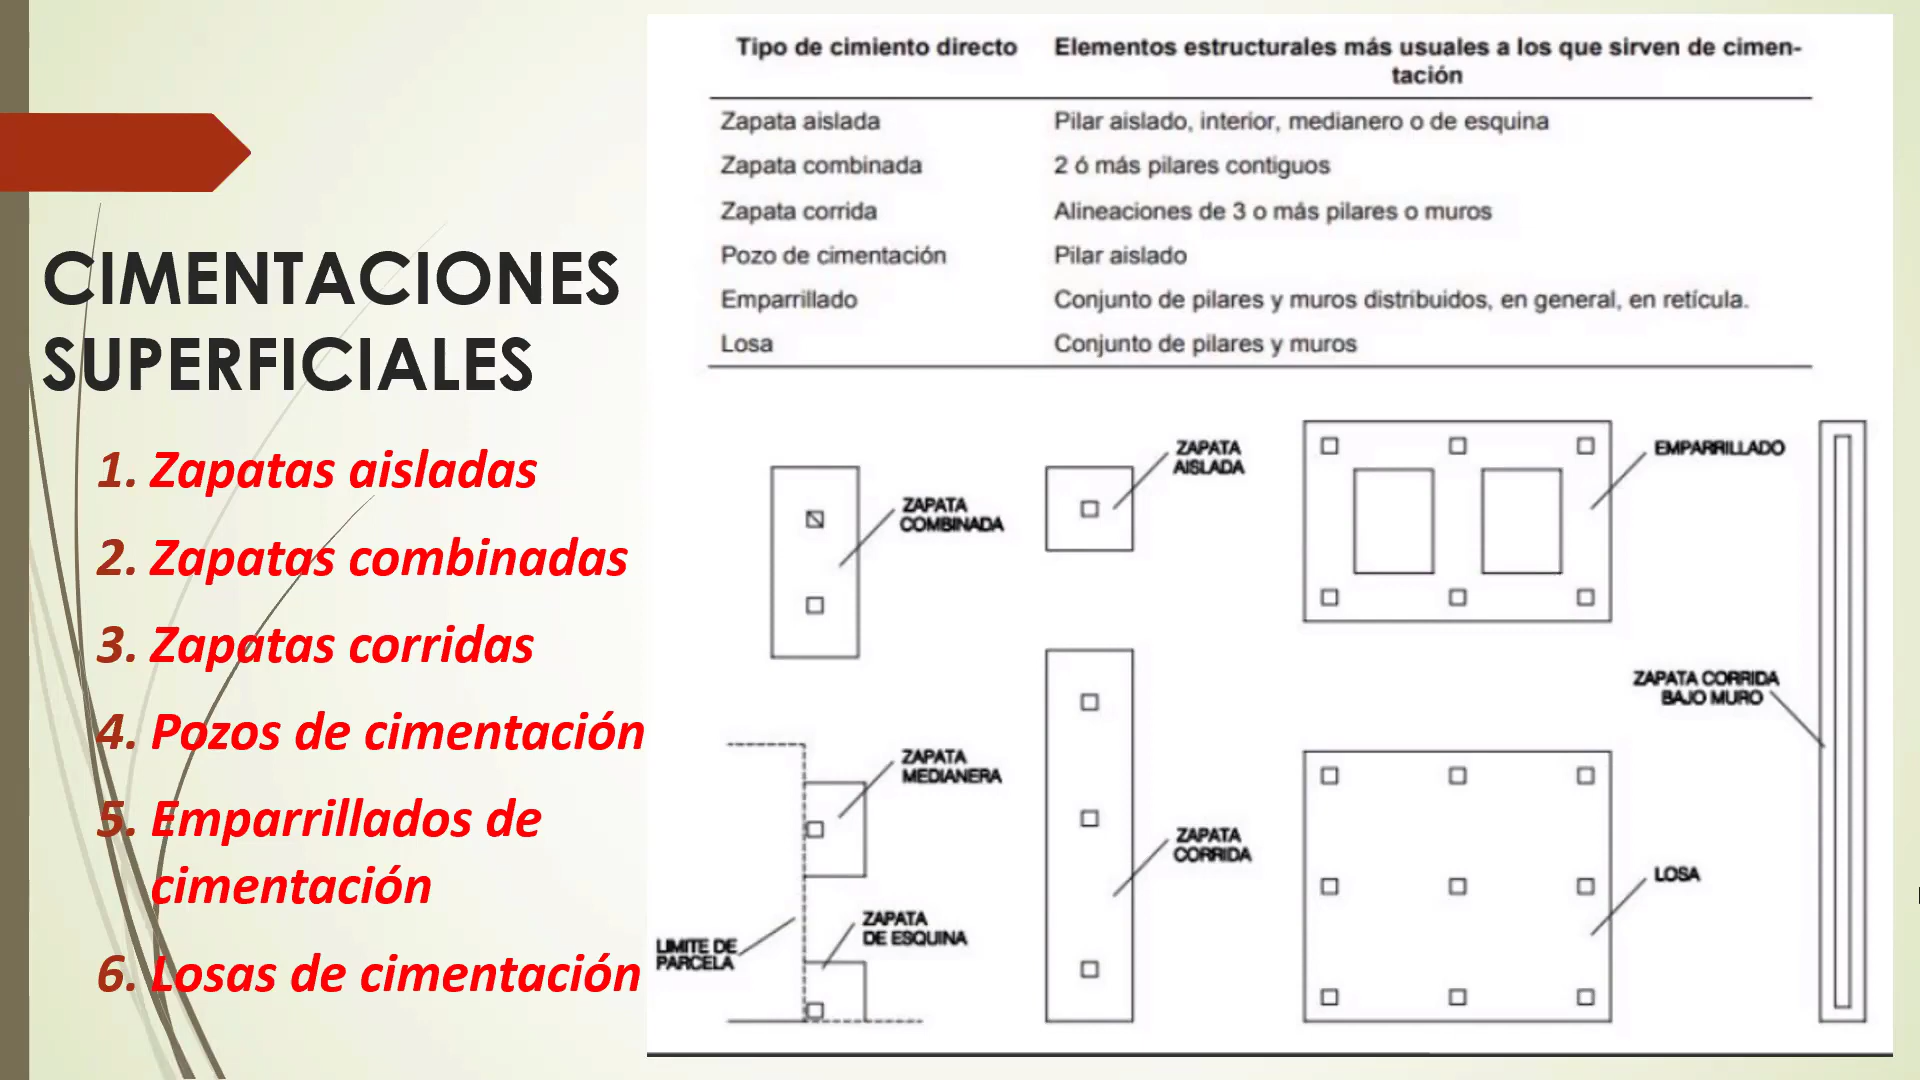 CIMENTACIONES
SUPERFICIALES
1. Zapatas aisladas
2. Zapatas combinadas
3. Zapatas corridas
4. Pozos de cimentación
5. Emparrillados de
cimentación
6. Losas de cimentación
Tipo de cimiento directo Elementos estructurales más usuales a los que sirven de cimen-
tación
Zapata aislada Pilar aislado, interior, medianero o de esquina
Zapata combinada 2 ó más pilares contiguos
Zapata corrida Alineaciones de 3 o más pilares o muros
Pozo de cimentación Pilar aislado
Emparrillado Conjunto de pilares y muros distribuidos, en general, en retícula.
Losa Conjunto de pilares y muros
ZAPATA
COMBINADA
ZAPATA
AISLADA
EMPARRILLADO
ZAPATA CORRIDA
BAJO MURO
ZAPATA
MEDIANERA
ZAPATA
CORRIDA
LOSA
ZAPATA
DE ESQUINA
LIMITE DE
PARCELA